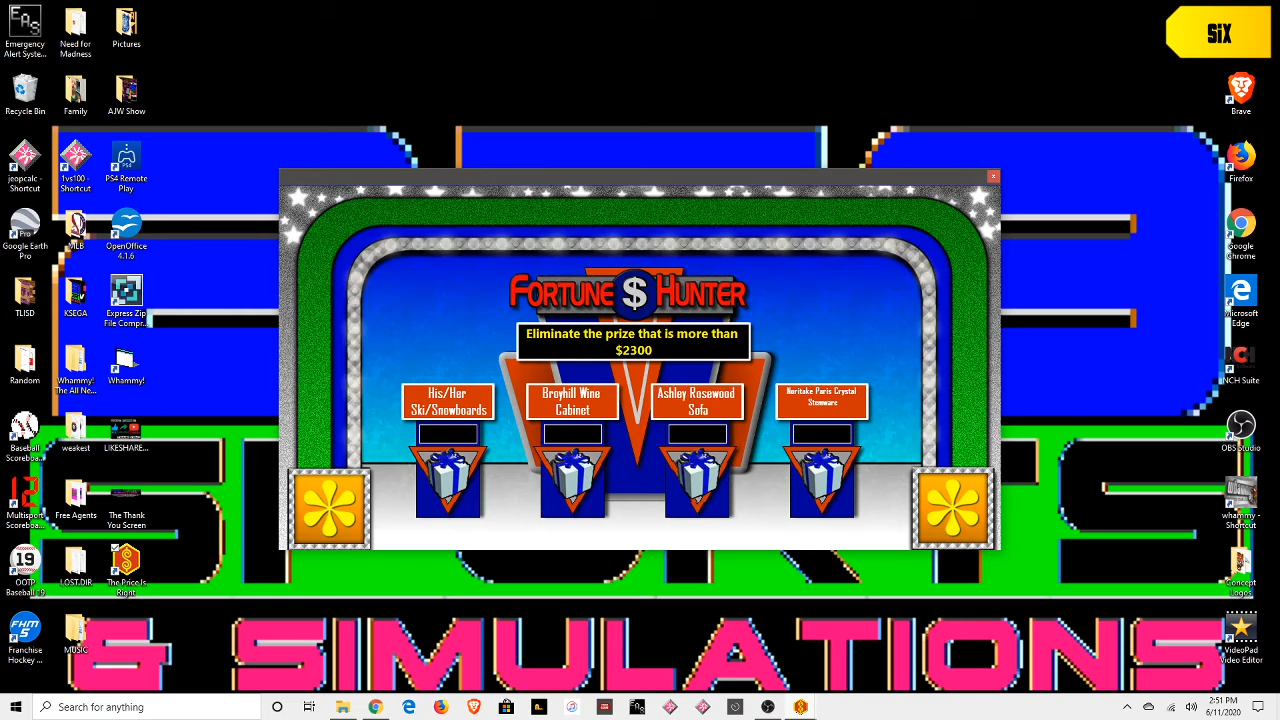 Emergency
Alert Syste...
Need for
Madness
Pictures
SiX
Recycle Bin
Family
AJW Show
Brave
jeopcalc -
Shortcut
1vs100 -
Shortcut
PS4 Remote
Play
Firefox
Google Earth
Pro
MLB
OpenOffice
4.1.6
Google
Chrome
FORTUNE $ HUNTER
Eliminate the prize that is more than
$2300
TLISD
KSEGA
Express Zip
File Compr...
Microsoft
Edge
Random
Whammy!
The All Ne...
Whammy!
NCH Suite
His/Her
Ski/Snowboards
Broyhill Wine
Cabinet
Ashley Rosewood
Sofa
Noritake Paris Crystal
Stemware
Baseball
Scoreboa...
weakest
LIKESHARE...
OBS Studio
Multisport
Scoreboa...
Free Agents
The Thank
You Screen
whammy -
Shortcut
OOTP
Baseball 19
LOST.DIR
The Price Is
Right
Concept
Logos
Franchise
Hockey ...
MUSIC
VideoPad
Video Editor
& SIMULATIONS
Search for anything
2:51 PM
6/11/2020